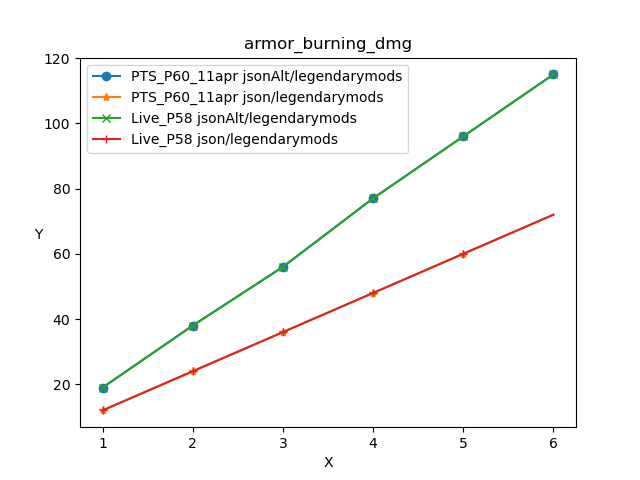 armor_burning_dmg
PTS_P60_11apr jsonAlt/legendarymods
PTS_P60_11apr json/legendarymods
Live_P58 jsonAlt/legendarymods
Live_P58 json/legendarymods
120
100
80
60
40
20
Y
1 2 3 4 5 6
X